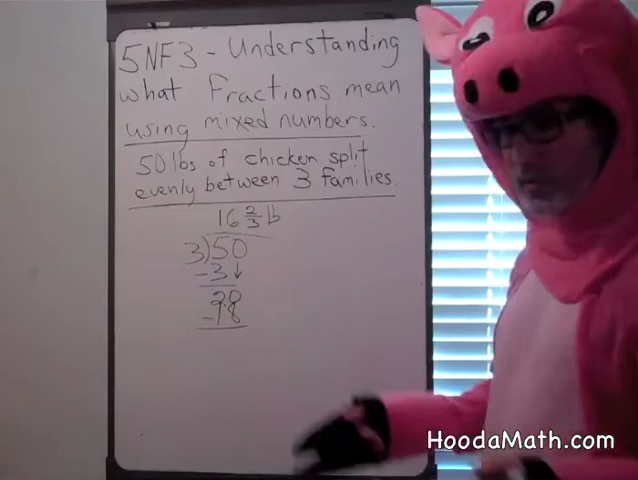 5NF3 - Understanding
what Fractions mean
using mixed numbers.
50 lbs of chicken split
evenly between 3 families.
16 2/3 lb
3)50
-3↓
20
-18
HoodaMath.com